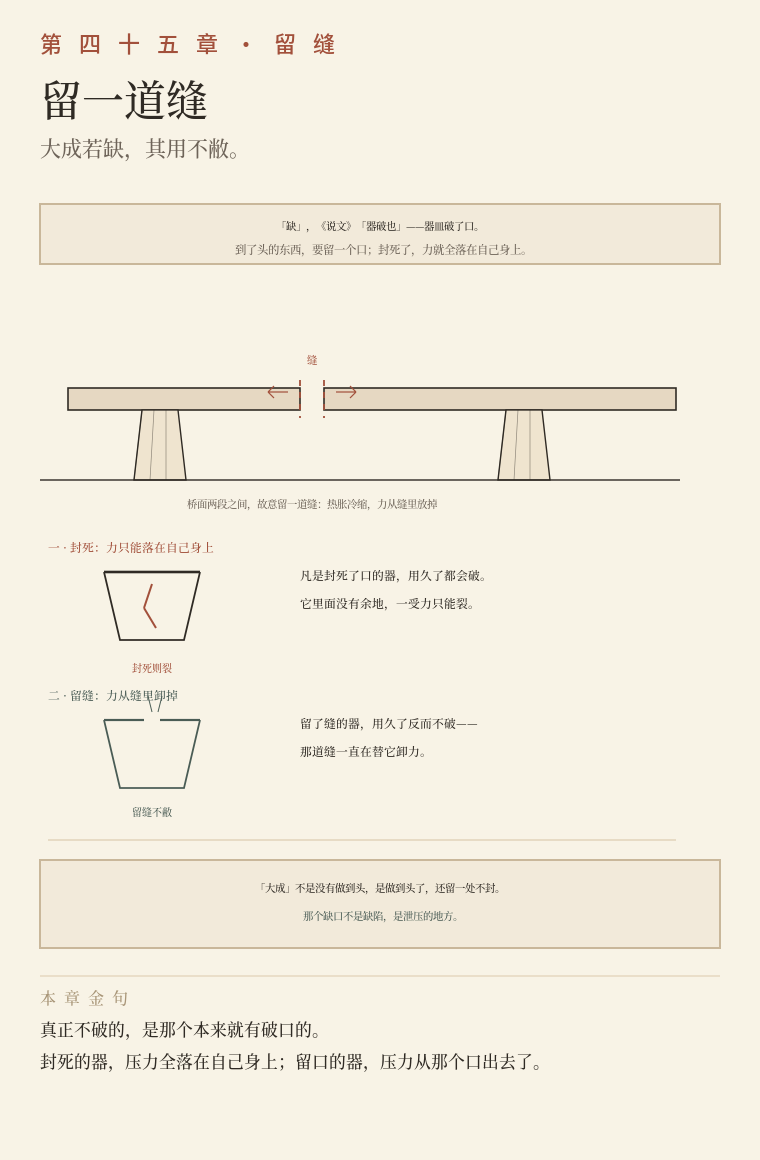 第四十五章·留缝
留一道缝
大成若缺，其用不敝。
「缺」，《说文》「器破也」——器皿破了口。
到了头的东西，要留一个口；封死了，力就全落在自己身上。
缝
桥面两段之间，故意留一道缝：热胀冷缩，力从缝里放掉
一 · 封死：力只能落在自己身上
凡是封死了口的器，用久了都会破。
它里面没有余地，一受力只能裂。
封死则裂
二 · 留缝：力从缝里卸掉
留了缝的器，用久了反而不破——
那道缝一直在替它卸力。
留缝不敝
「大成」不是没有做到头，是做到头了，还留一处不封。
那个缺口不是缺陷，是泄压的地方。
本章金句
真正不破的，是那个本来就有破口的。
封死的器，压力全落在自己身上；留口的器，压力从那个口出去了。